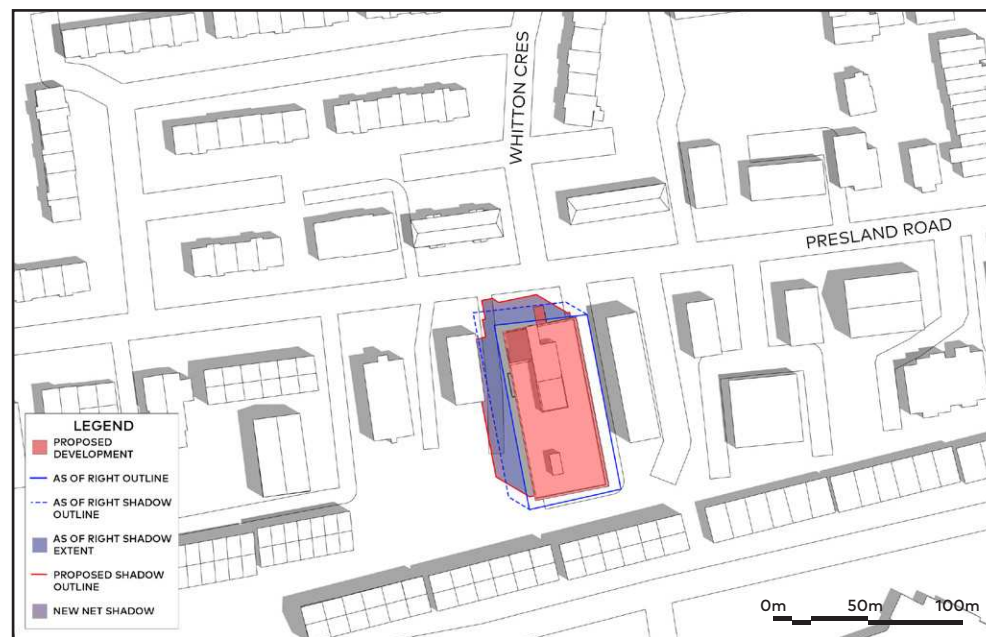 WHITTON CRES
PRESLAND ROAD
LEGEND
PROPOSED
DEVELOPMENT
AS OF RIGHT OUTLINE
AS OF RIGHT SHADOW
OUTLINE
AS OF RIGHT SHADOW
EXTENT
PROPOSED SHADOW
OUTLINE
NEW NET SHADOW
0m 50m 100m